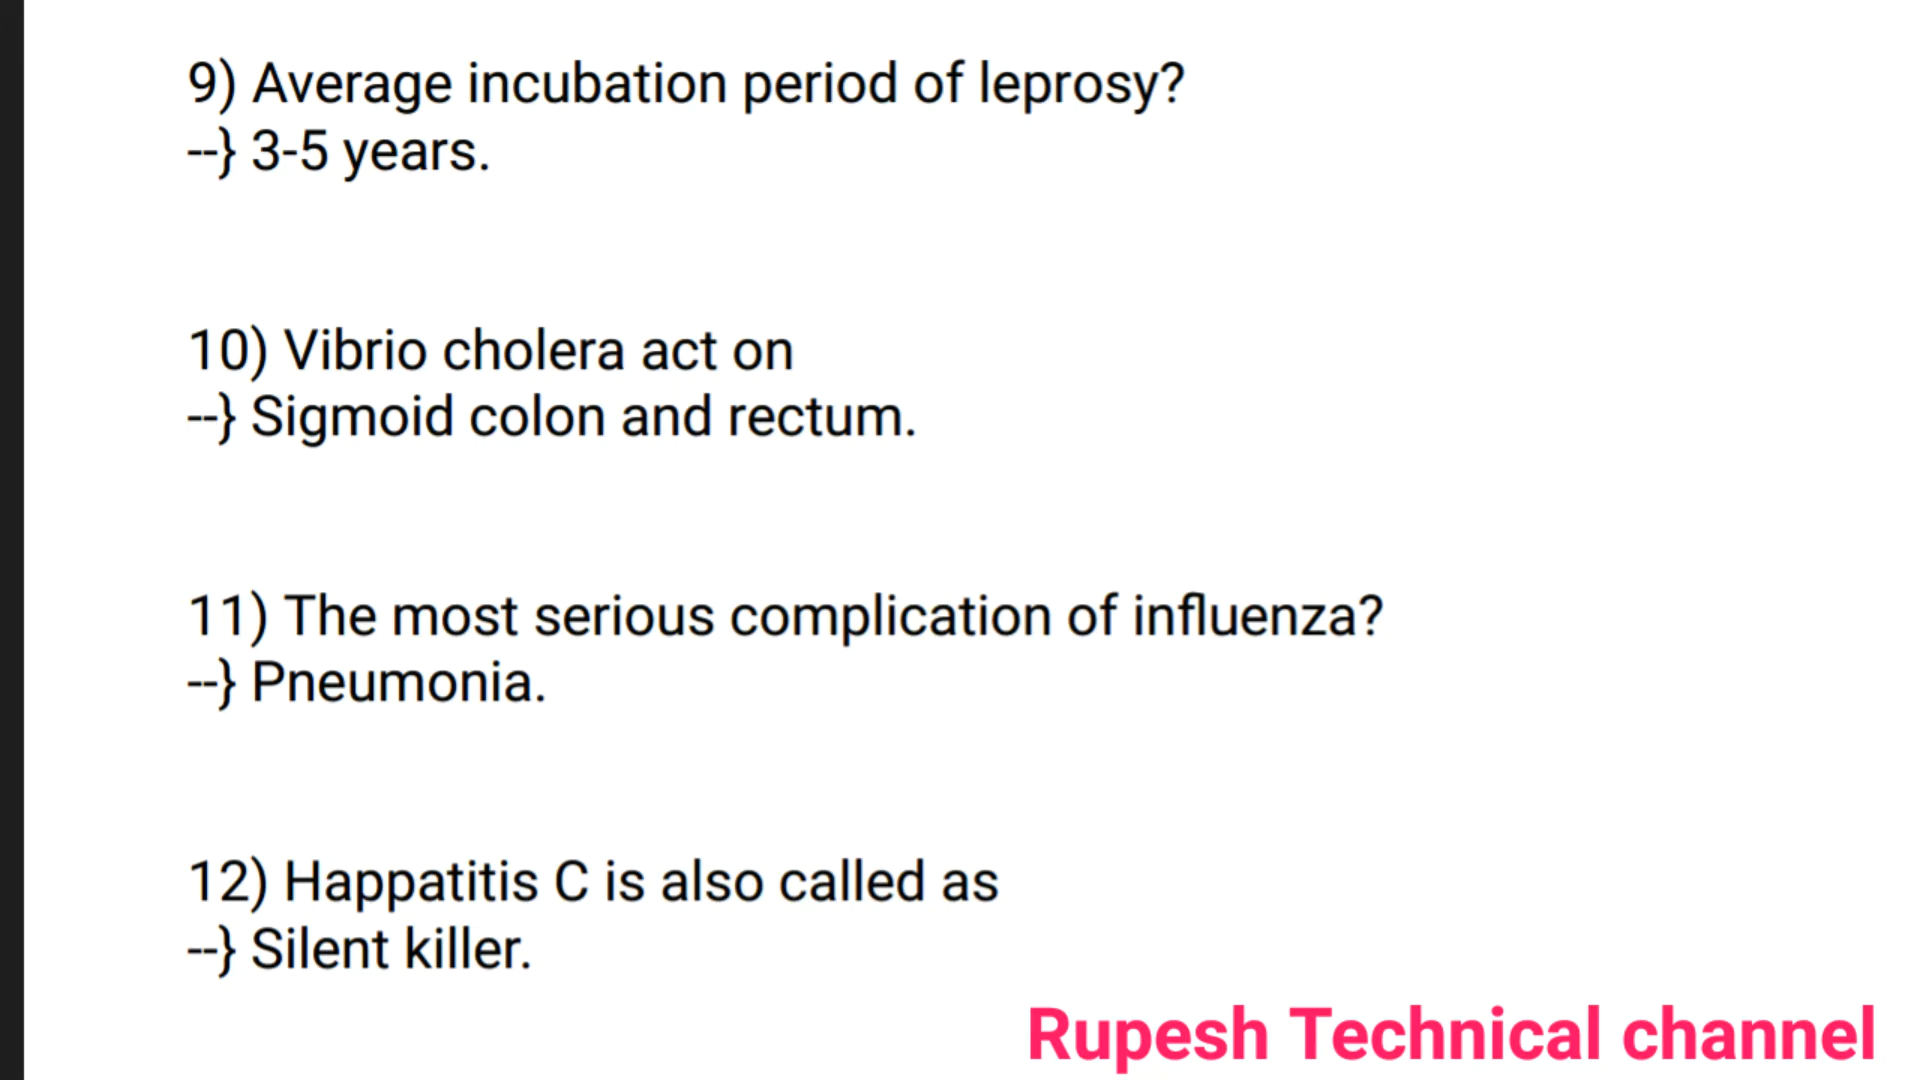 9) Average incubation period of leprosy?
--} 3-5 years.
10) Vibrio cholera act on
--} Sigmoid colon and rectum.
11) The most serious complication of influenza?
--} Pneumonia.
12) Happatitis C is also called as
--} Silent killer.
Rupesh Technical channel